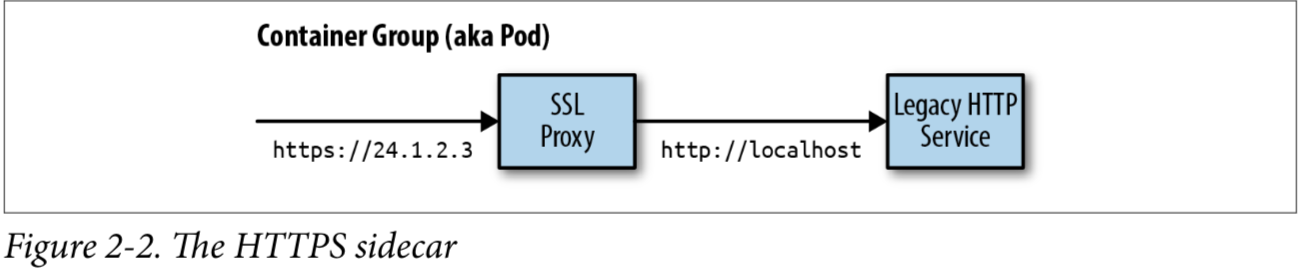 Container Group (aka Pod)
https://24.1.2.3
SSL
Proxy
http://localhost
Legacy HTTP
Service
Figure 2-2. The HTTPS sidecar